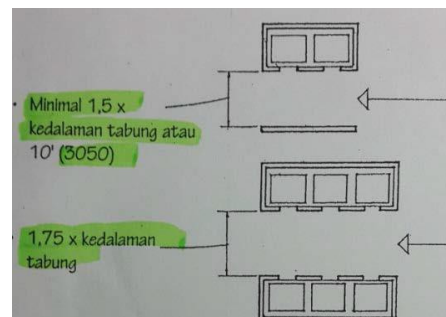 Minimal 1,5 x
kedalaman tabung atau
10' (3050)
1,75 x kedalaman
tabung